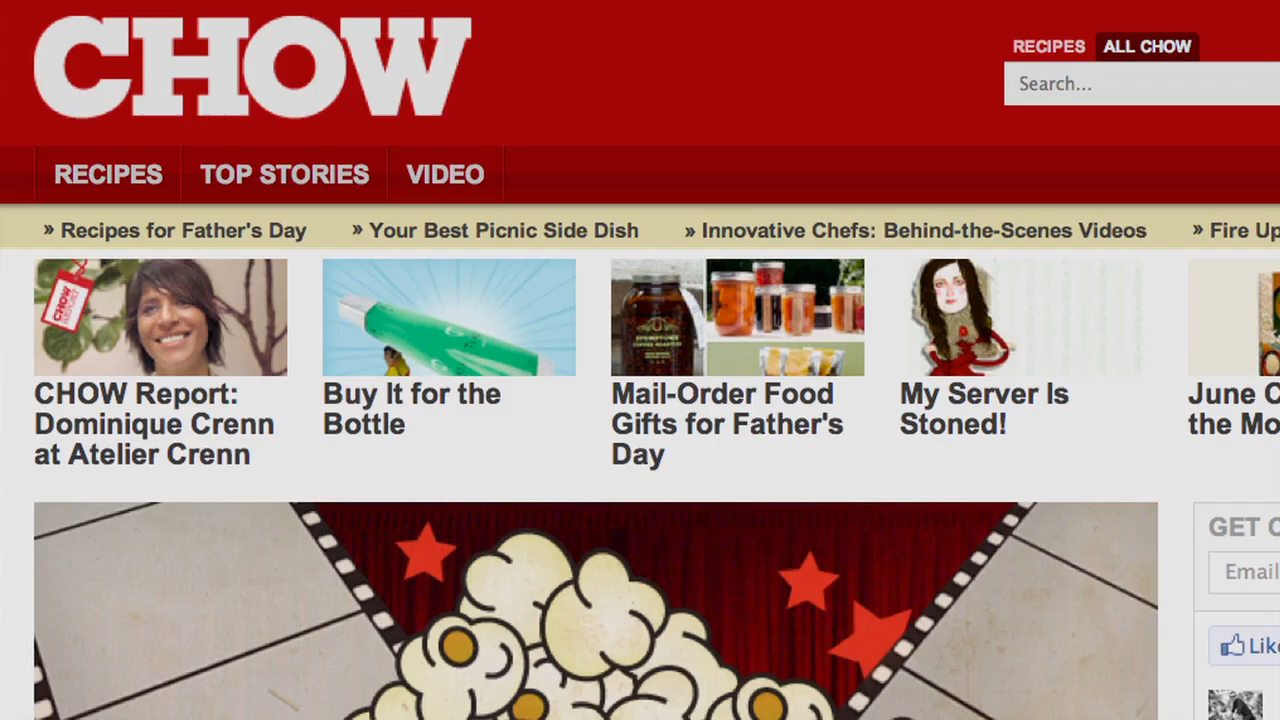 CHOW
RECIPES ALL CHOW
Search...
RECIPES TOP STORIES VIDEO
» Recipes for Father's Day » Your Best Picnic Side Dish » Innovative Chefs: Behind-the-Scenes Videos » Fire Up
CHOW
CHOW Report:
Dominique Crenn
at Atelier Crenn
Buy It for the
Bottle
Mail-Order Food
Gifts for Father's
Day
My Server Is
Stoned!
June C
the Mo
GET C
Email
Like